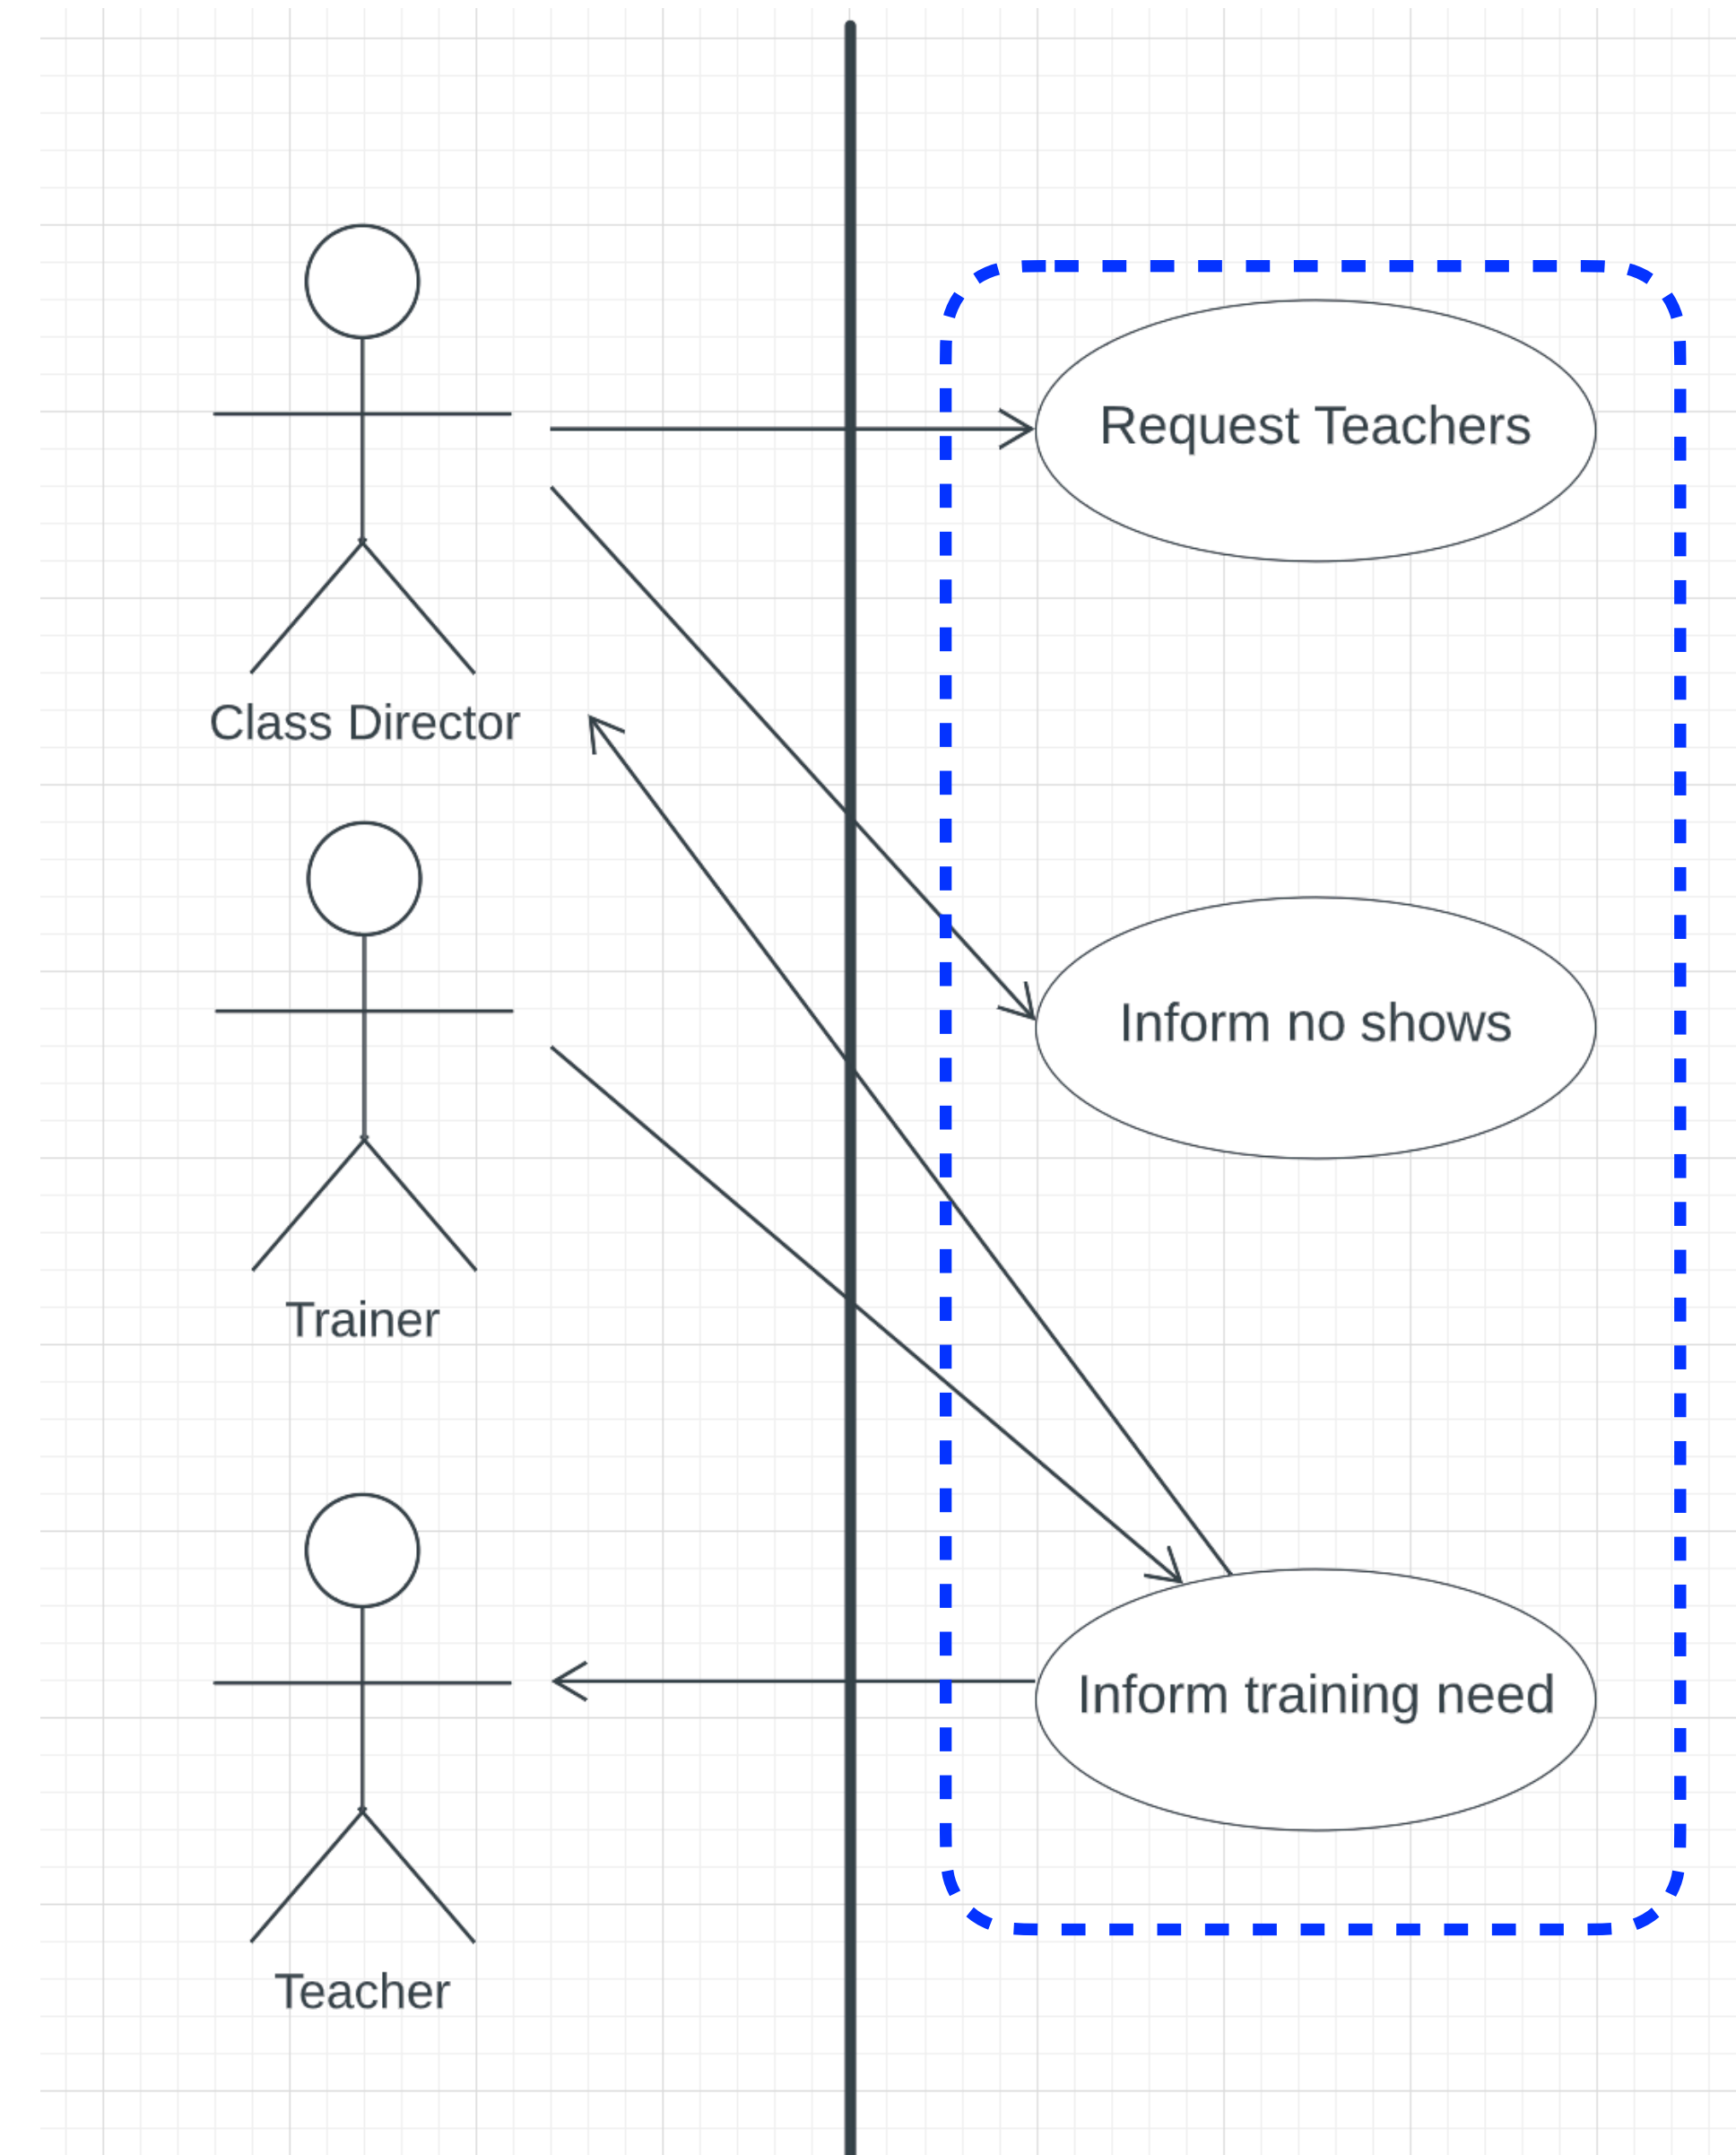 Request Teachers
Class Director
Inform no shows
Trainer
Inform training need
Teacher